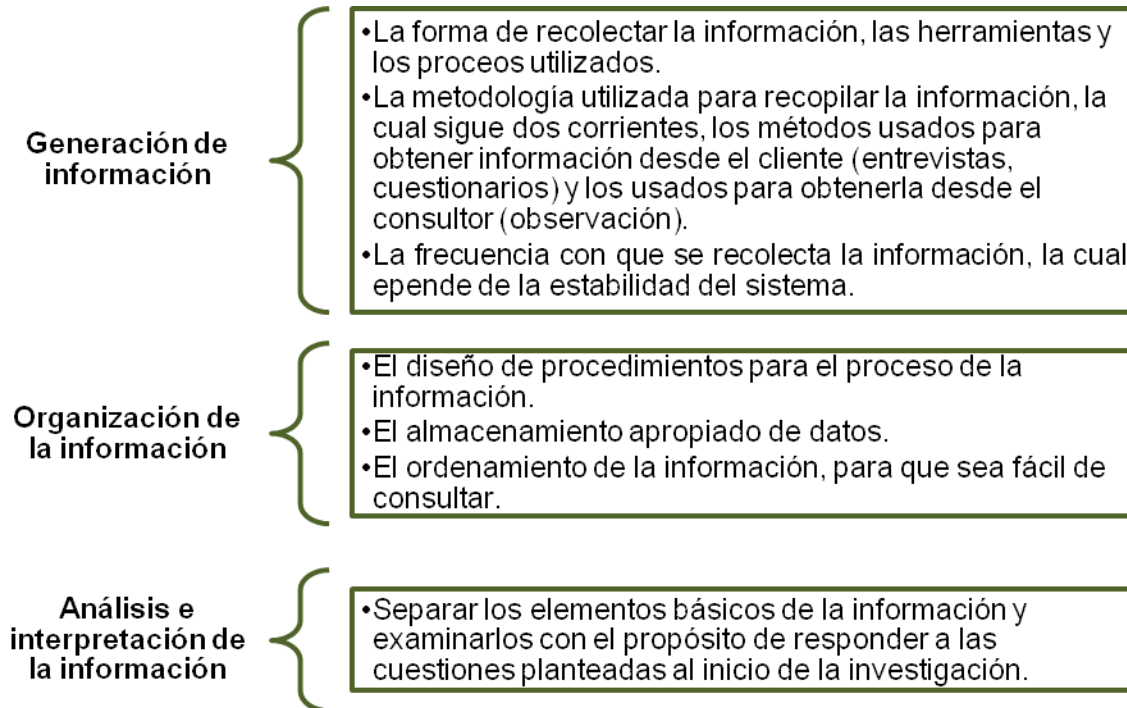 Generación de
información
•La forma de recolectar la información, las herramientas y
los proceos utilizados.
•La metodología utilizada para recopilar la información, la
cual sigue dos corrientes, los métodos usados para
obtener información desde el cliente (entrevistas,
cuestionarios) y los usados para obtenerla desde el
consultor (observación).
•La frecuencia con que se recolecta la información, la cual
epende de la estabilidad del sistema.
Organización de
la información
•El diseño de procedimientos para el proceso de la
información.
•El almacenamiento apropiado de datos.
•El ordenamiento de la información, para que sea fácil de
consultar.
Análisis e
interpretación de
la información
•Separar los elementos básicos de la información y
examinarlos con el propósito de responder a las
cuestiones planteadas al inicio de la investigación.